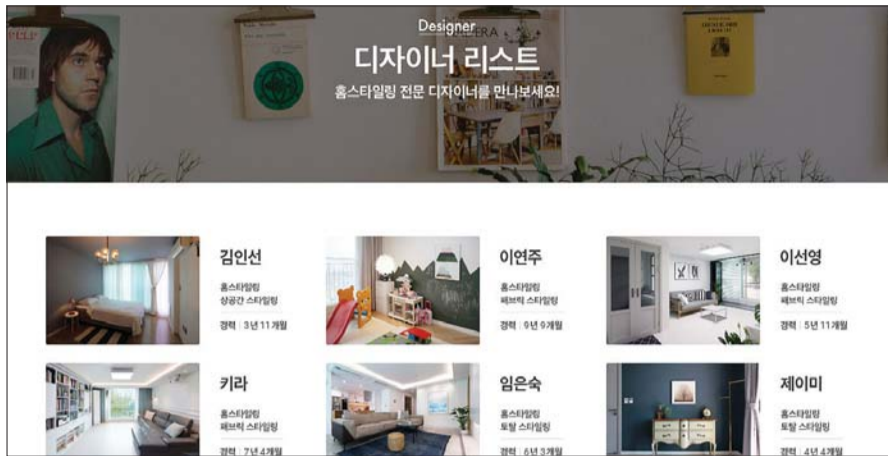 Designer
디자이너 리스트
홈스타일링 전문 디자이너를 만나보세요!
김인선
홈스타일링
상공간 스타일링
경력 | 3년 11개월
이연주
홈스타일링
패브릭 스타일링
경력 | 9년 9개월
이선영
홈스타일링
패브릭 스타일링
경력 | 5년 11개월
키라
홈스타일링
패브릭 스타일링
경력 | 7년 4개월
임은숙
홈스타일링
토탈 스타일링
경력 | 6년 3개월
제이미
홈스타일링
토탈 스타일링
경력 | 4년 4개월